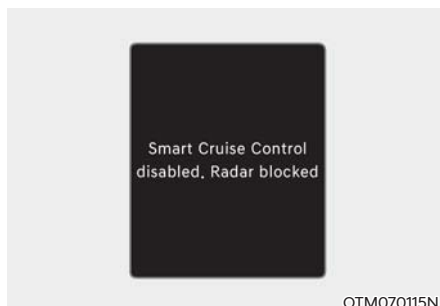 Smart Cruise Control
disabled. Radar blocked
OTM070115N